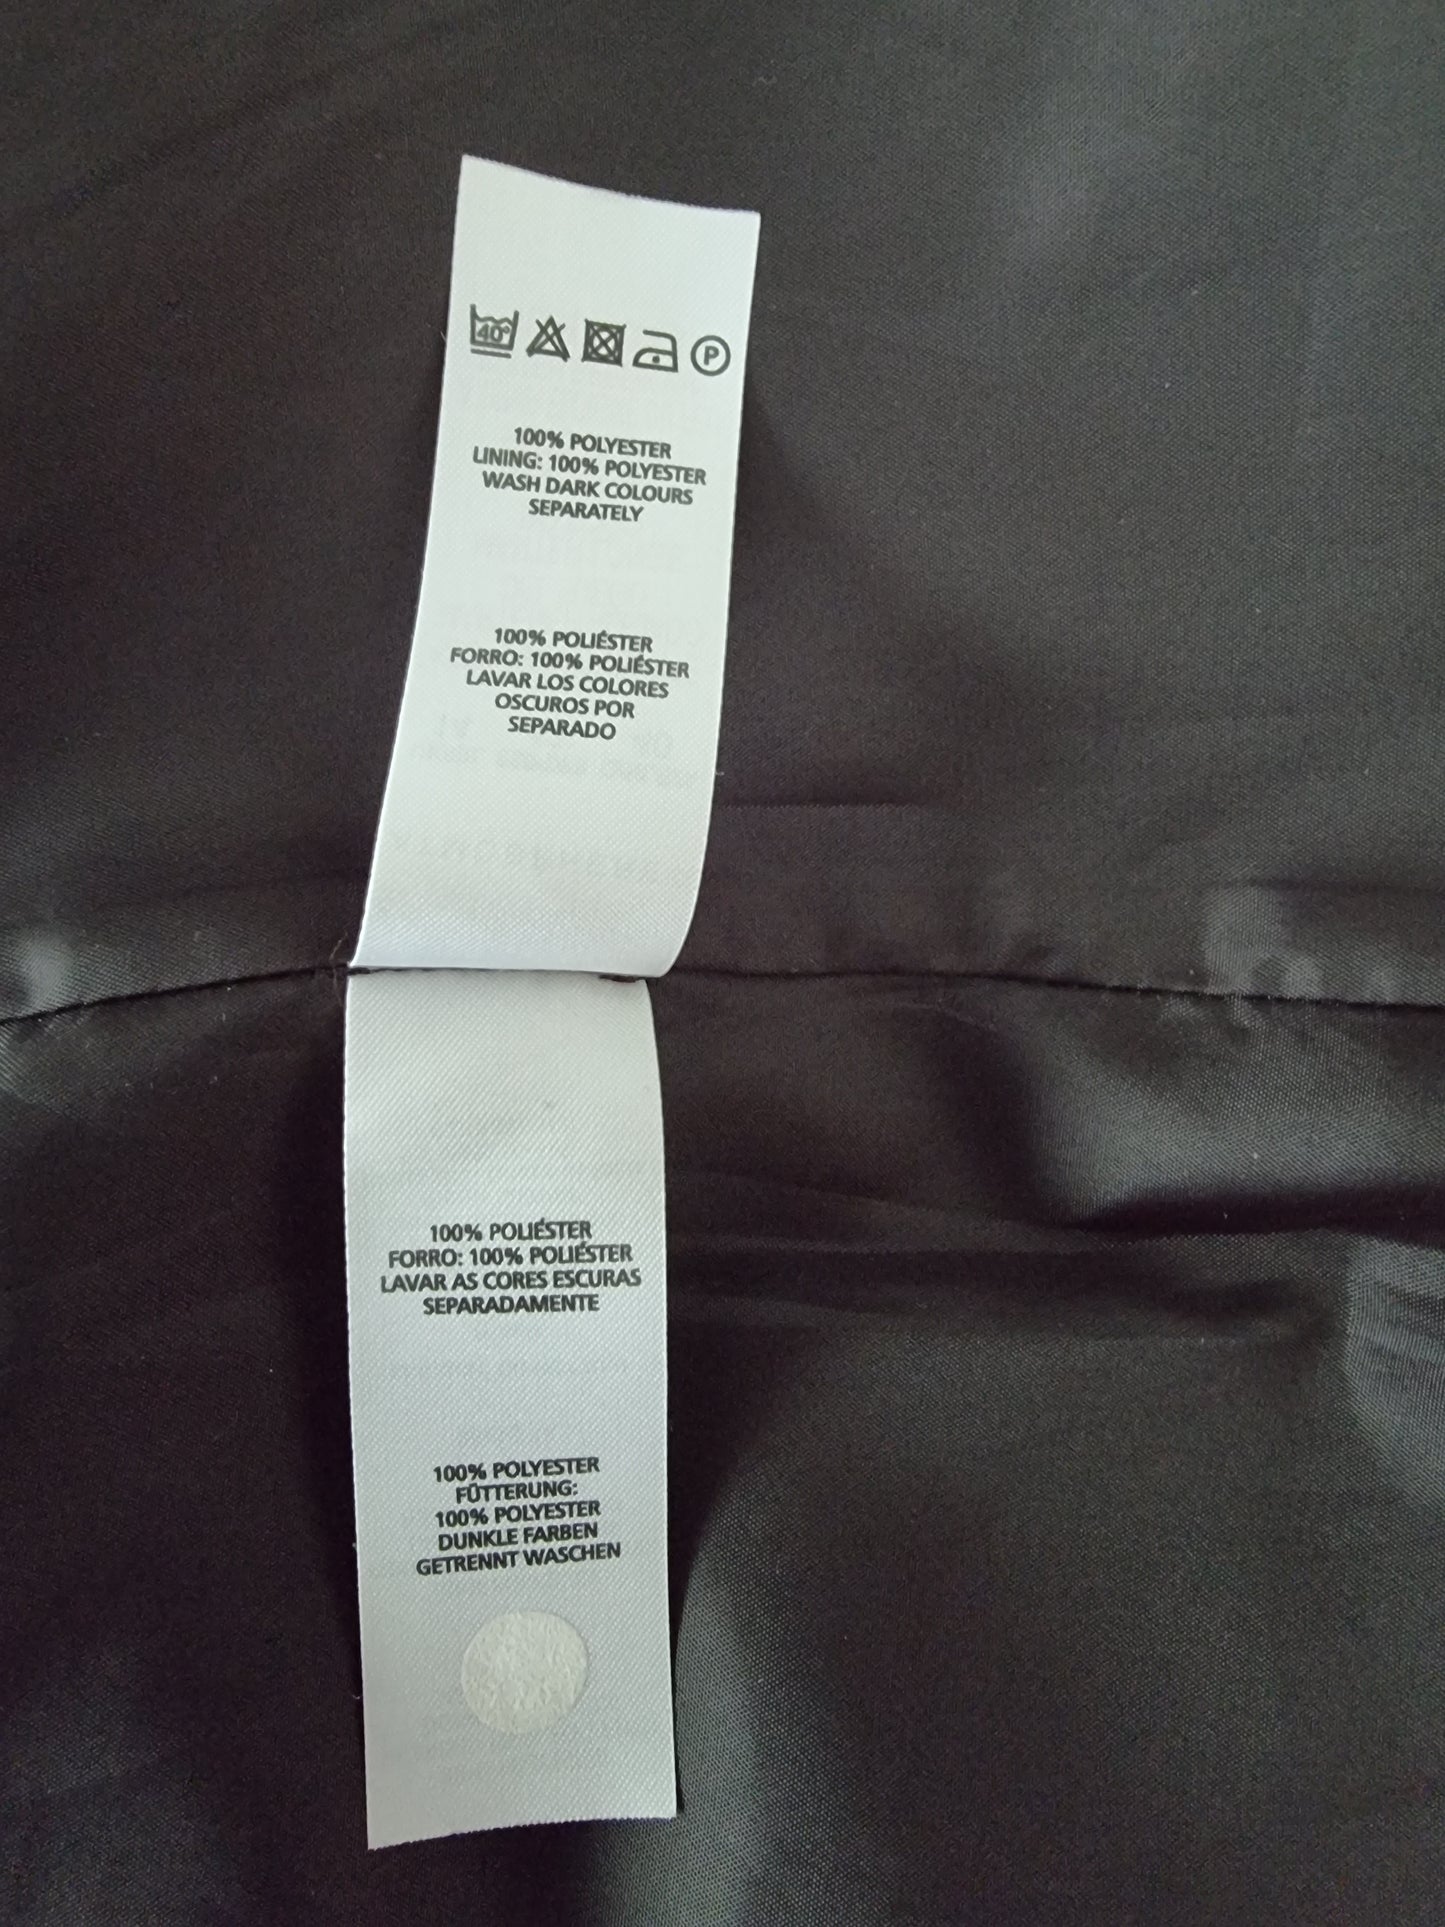 40°
P
100% POLYESTER
LINING: 100% POLYESTER
WASH DARK COLOURS
SEPARATELY
100% POLIÉSTER
FORRO: 100% POLIÉSTER
LAVAR LOS COLORES
OSCUROS POR
SEPARADO
100% POLIÉSTER
FORRO: 100% POLIÉSTER
LAVAR AS CORES ESCURAS
SEPARADAMENTE
100% POLYESTER
FÜTTERUNG:
100% POLYESTER
DUNKLE FARBEN
GETRENNT WASCHEN